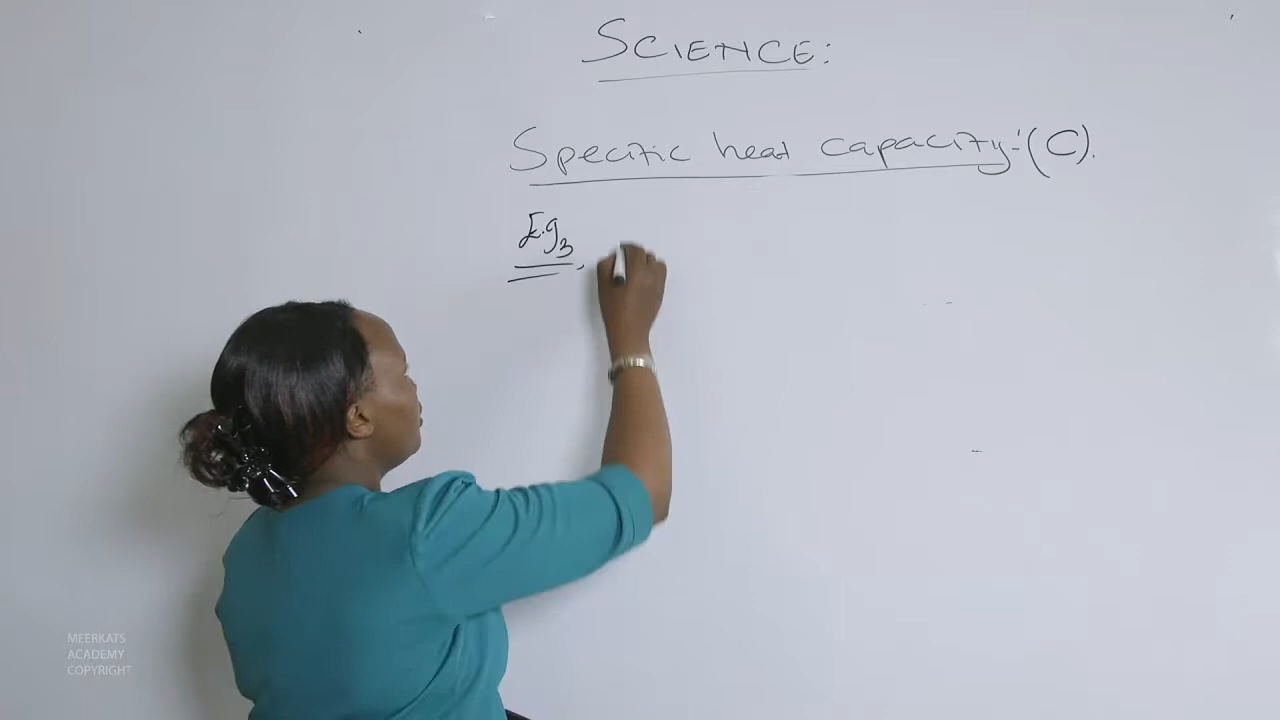 SCIENCE:
Specific heat capacity:-(C).
E.g3
MEERKATS
ACADEMY
COPYRIGHT